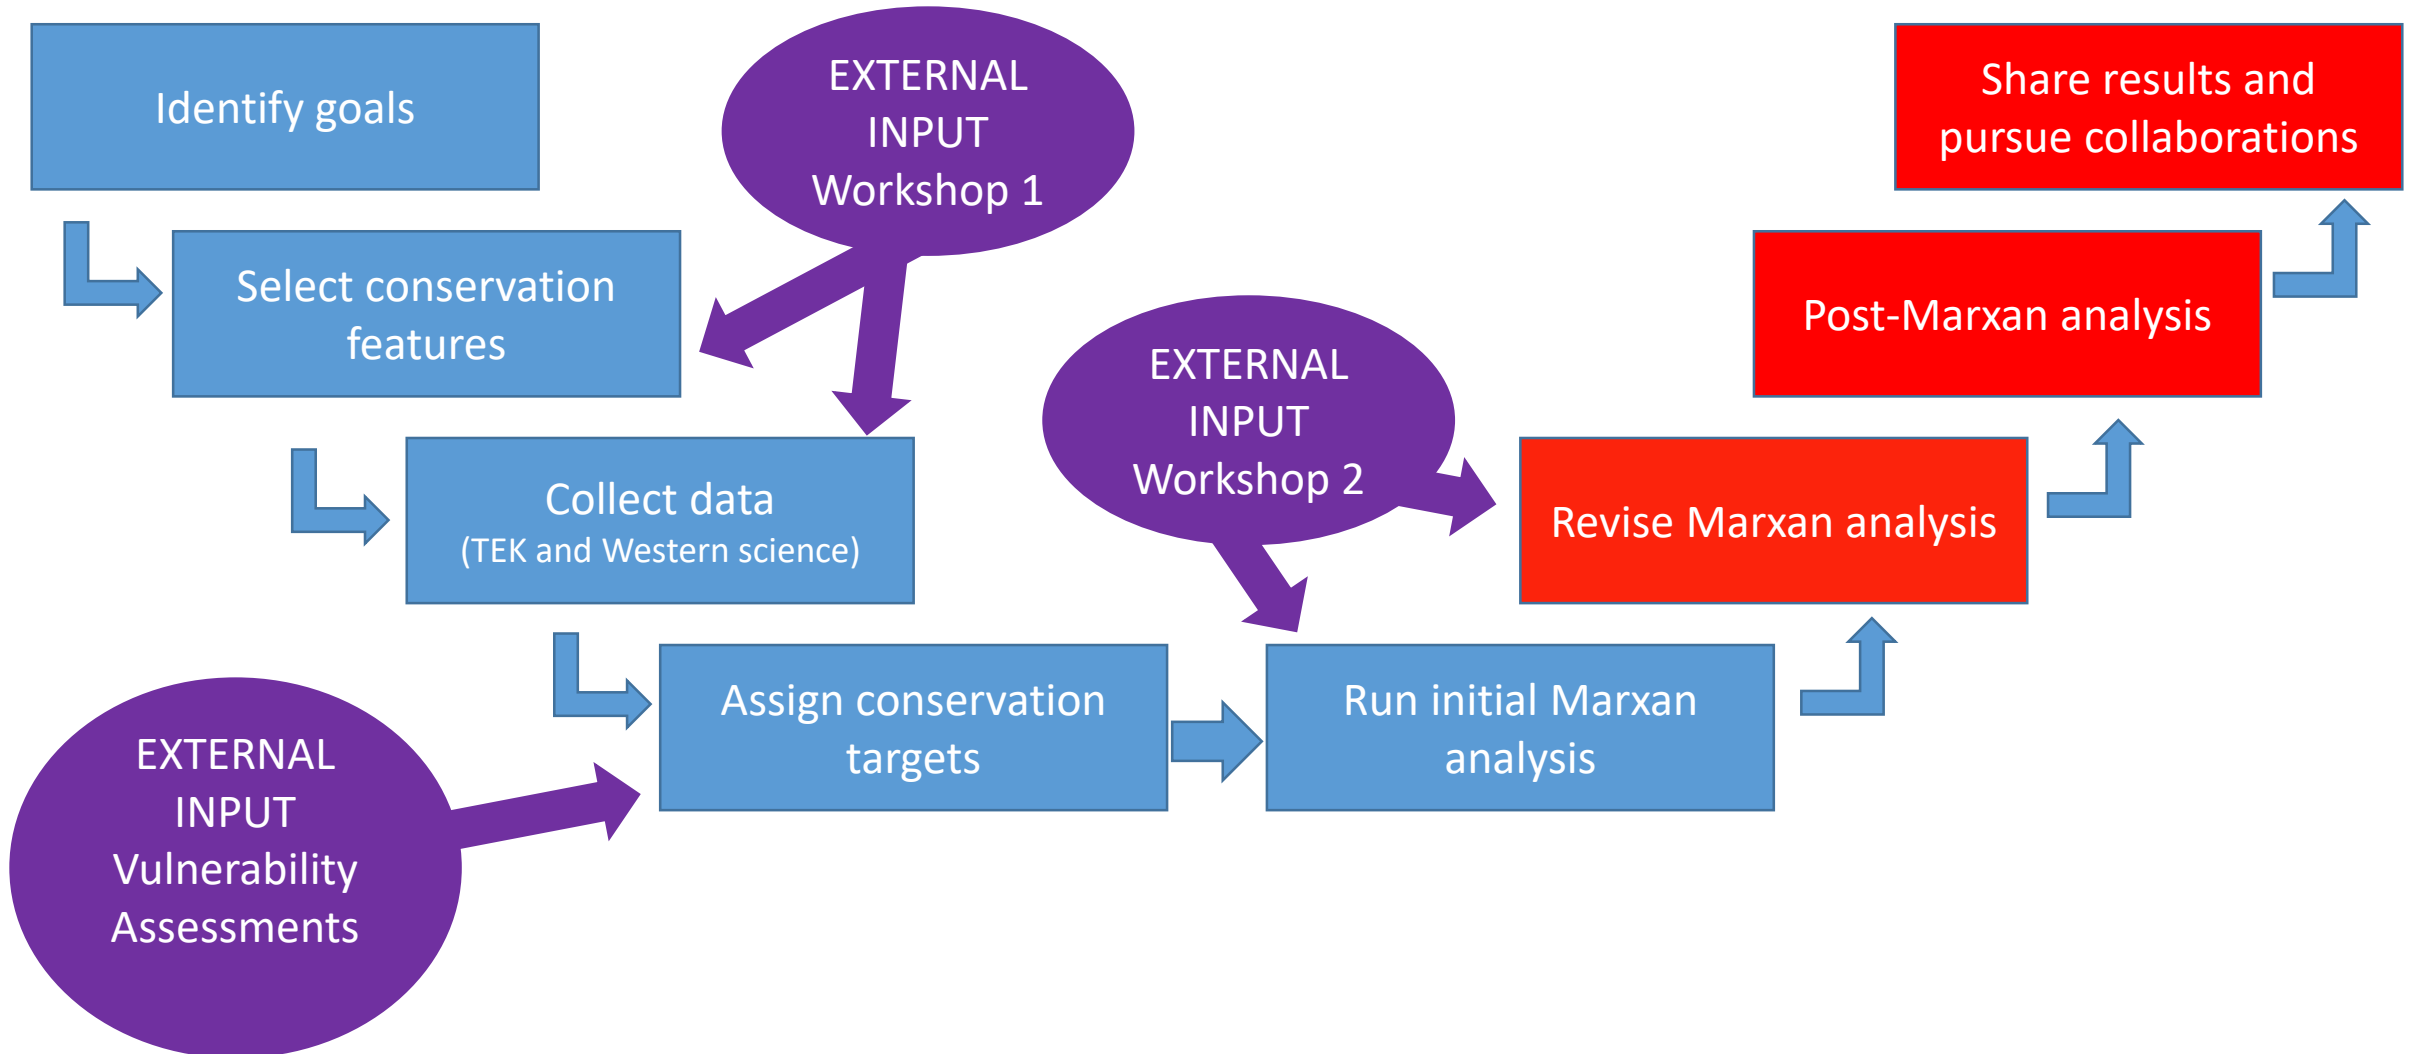 Identify goals
EXTERNAL
INPUT
Workshop 1
Share results and
pursue collaborations
Select conservation
features
Post-Marxan analysis
EXTERNAL
INPUT
Workshop 2
Collect data
(TEK and Western science)
Revise Marxan analysis
Assign conservation
targets
Run initial Marxan
analysis
EXTERNAL
INPUT
Vulnerability
Assessments